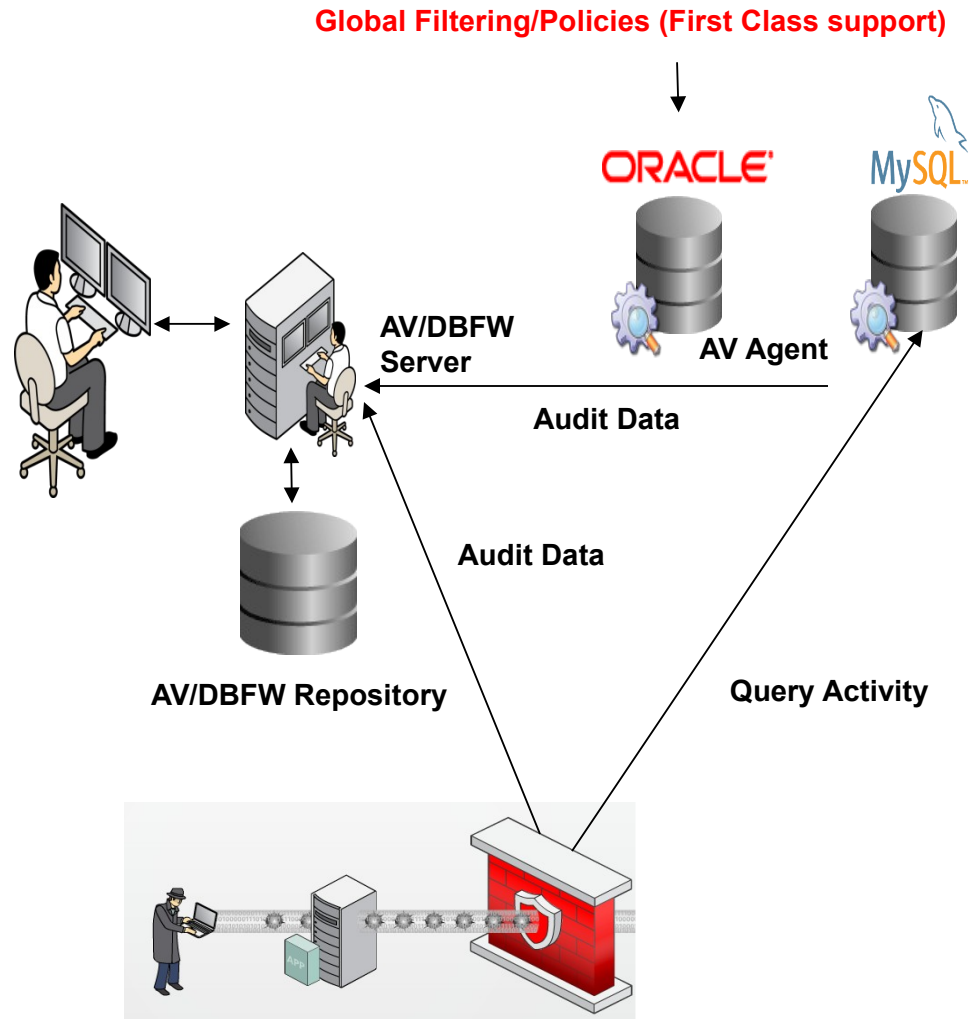 Global Filtering/Policies (First Class support)
ORACLE
MySQL
AV/DBFW
Server
AV Agent
Audit Data
Audit Data
AV/DBFW Repository
Query Activity
APP